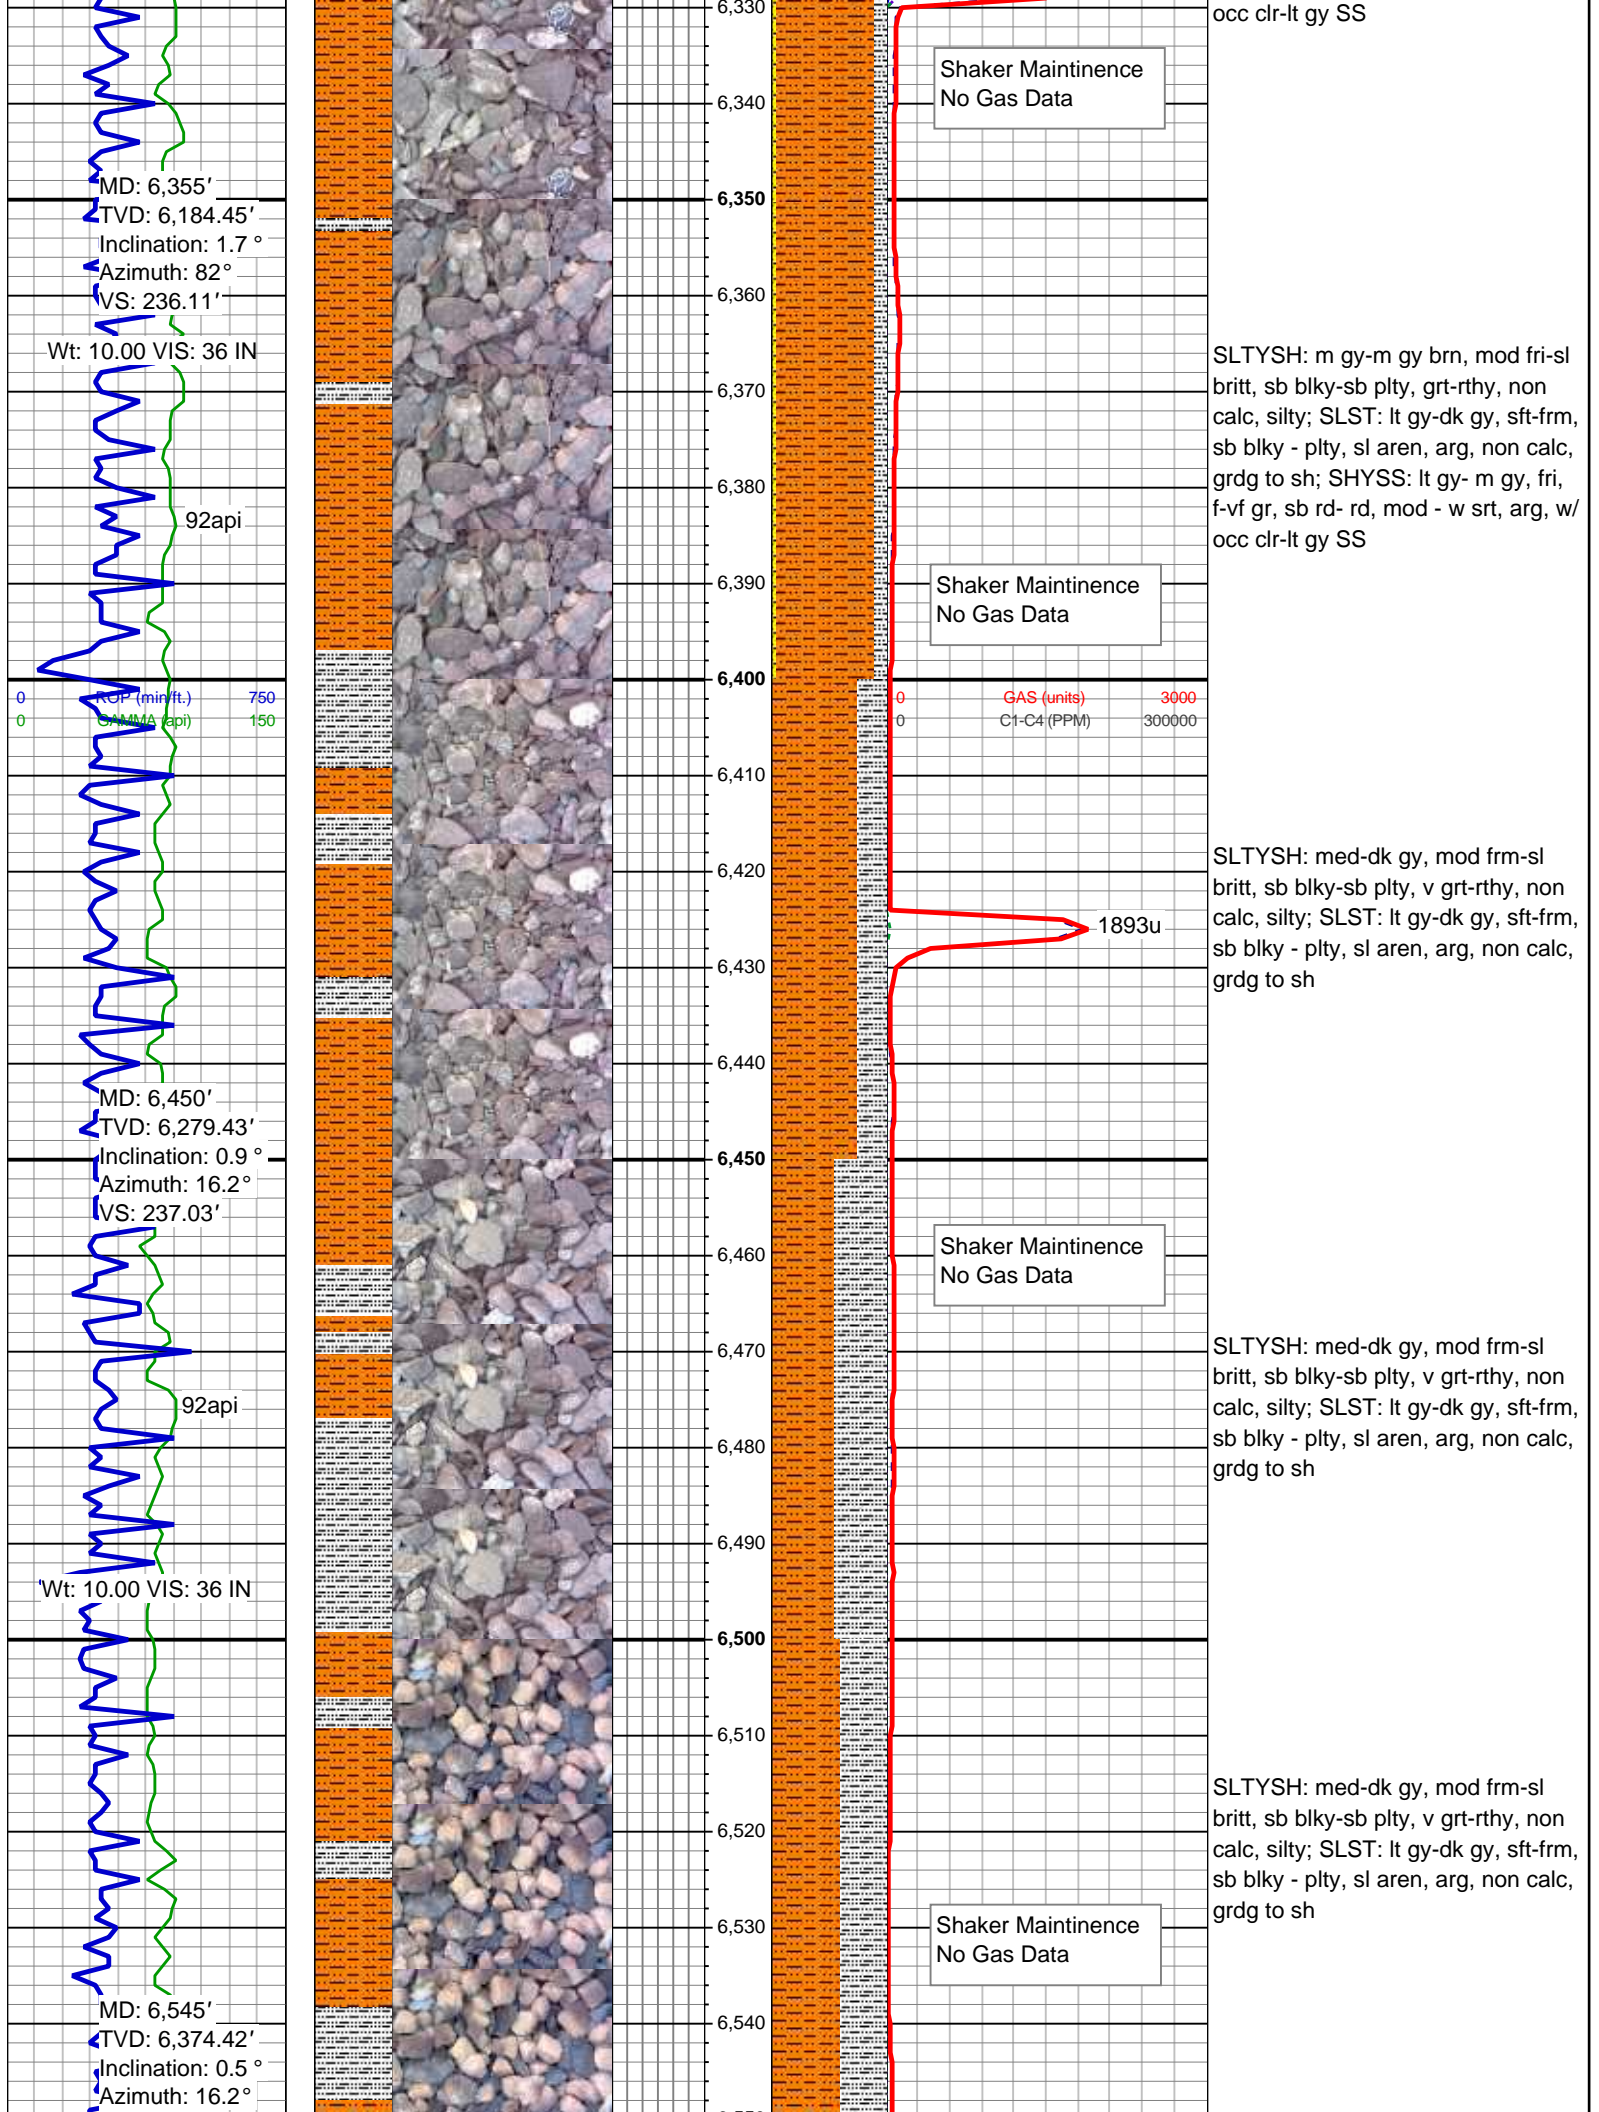 6,330
occ clr-lt gy SS
Shaker Maintinence
No Gas Data
6,340
MD: 6,355′
TVD: 6,184.45′
Inclination: 1.7 °
Azimuth: 82°
VS: 236.11′
6,350
6,360
Wt: 10.00 VIS: 36 IN
SLTYSH: m gy-m gy brn, mod fri-sl
britt, sb blky-sb plty, grt-rthy, non
calc, silty; SLST: lt gy-dk gy, sft-frm,
sb blky - plty, sl aren, arg, non calc,
grdg to sh; SHYSS: lt gy- m gy, fri,
f-vf gr, sb rd- rd, mod - w srt, arg, w/
occ clr-lt gy SS
6,370
6,380
92api
6,390
Shaker Maintinence
No Gas Data
6,400
0 ROP (min/ft.) 750
0 GAMMA (api) 150
0 GAS (units) 3000
0 C1-C4 (PPM) 300000
6,410
6,420
SLTYSH: med-dk gy, mod frm-sl
britt, sb blky-sb plty, v grt-rthy, non
calc, silty; SLST: lt gy-dk gy, sft-frm,
sb blky - plty, sl aren, arg, non calc,
grdg to sh
1893u
6,430
6,440
MD: 6,450′
TVD: 6,279.43′
Inclination: 0.9 °
Azimuth: 16.2°
VS: 237.03′
6,450
6,460
Shaker Maintinence
No Gas Data
6,470
SLTYSH: med-dk gy, mod frm-sl
britt, sb blky-sb plty, v grt-rthy, non
calc, silty; SLST: lt gy-dk gy, sft-frm,
sb blky - plty, sl aren, arg, non calc,
grdg to sh
92api
6,480
6,490
Wt: 10.00 VIS: 36 IN
6,500
6,510
6,520
SLTYSH: med-dk gy, mod frm-sl
britt, sb blky-sb plty, v grt-rthy, non
calc, silty; SLST: lt gy-dk gy, sft-frm,
sb blky - plty, sl aren, arg, non calc,
grdg to sh
6,530
Shaker Maintinence
No Gas Data
6,540
MD: 6,545′
TVD: 6,374.42′
Inclination: 0.5 °
Azimuth: 16.2°